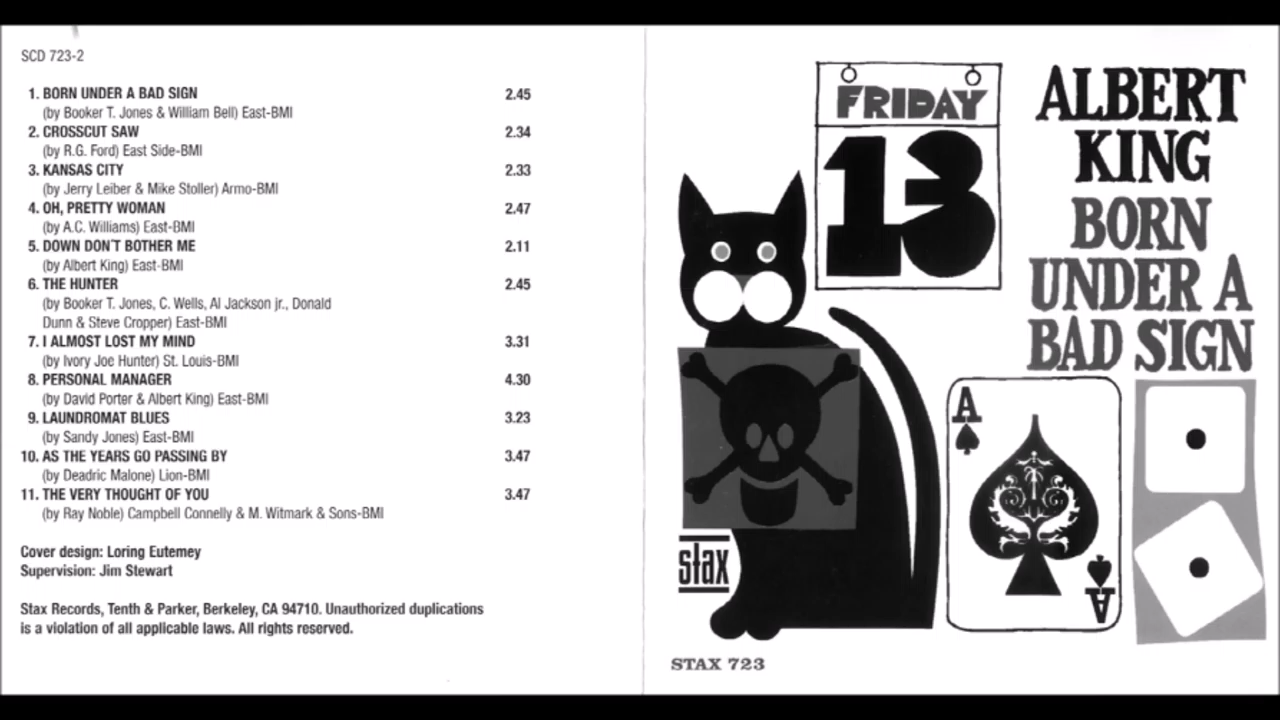 SCD 723-2
1. BORN UNDER A BAD SIGN 2.45
(by Booker T. Jones & William Bell) East-BMI
2. CROSSCUT SAW 2.34
(by R.G. Ford) East Side-BMI
3. KANSAS CITY 2.33
(by Jerry Leiber & Mike Stoller) Armo-BMI
4. OH, PRETTY WOMAN 2.47
(by A.C. Williams) East-BMI
5. DOWN DON'T BOTHER ME 2.11
(by Albert King) East-BMI
6. THE HUNTER 2.45
(by Booker T. Jones, C. Wells, Al Jackson jr., Donald
Dunn & Steve Cropper) East-BMI
7. I ALMOST LOST MY MIND 3.31
(by Ivory Joe Hunter) St. Louis-BMI
8. PERSONAL MANAGER 4.30
(by David Porter & Albert King) East-BMI
9. LAUNDROMAT BLUES 3.23
(by Sandy Jones) East-BMI
10. AS THE YEARS GO PASSING BY 3.47
(by Deadric Malone) Lion-BMI
11. THE VERY THOUGHT OF YOU 3.47
(by Ray Noble) Campbell Connelly & M. Witmark & Sons-BMI
Cover design: Loring Eutemey
Supervision: Jim Stewart
Stax Records, Tenth & Parker, Berkeley, CA 94710. Unauthorized duplications
is a violation of all applicable laws. All rights reserved.
FRIDAY
13
ALBERT
KING
BORN
UNDER A
BAD SIGN
A
A
stax
STAX 723